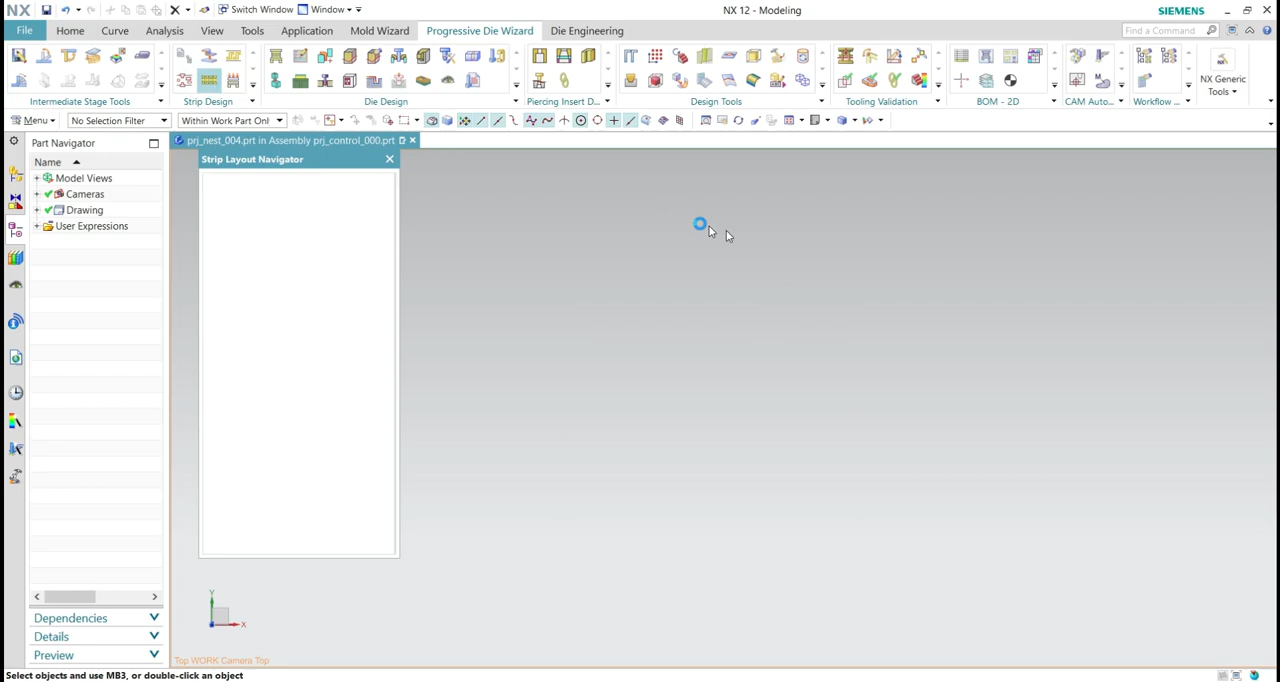 NX
Switch Window
Window
NX 12 - Modeling
SIEMENS
File
Home
Curve
Analysis
View
Tools
Application
Mold Wizard
Progressive Die Wizard
Die Engineering
Find a Command
NX Generic
Tools
Intermediate Stage Tools
Strip Design
Die Design
Piercing Insert D...
Design Tools
Tooling Validation
BOM - 2D
CAM Auto...
Workflow ...
Menu
No Selection Filter
Within Work Part Onl
Part Navigator
prj_nest_004.prt in Assembly prj_control_000.prt
Name
Strip Layout Navigator
Model Views
Cameras
Drawing
User Expressions
Dependencies
Details
Preview
Y
X
Top WORK Camera Top
Select objects and use MB3, or double-click an object